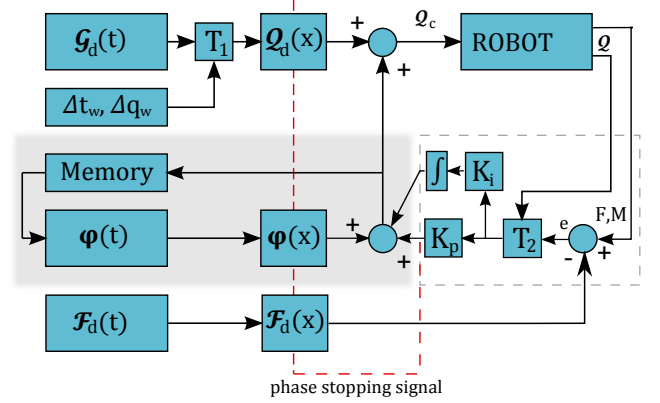 𝒢d(t)
T1
𝒬d(x)
+
+
𝒬c
ROBOT
𝒬
Δtw, Δqw
Memory
∫
Ki
φ(t)
φ(x)
+
+
Kp
T2
e
F,M
-
+
ℱd(t)
ℱd(x)
phase stopping signal